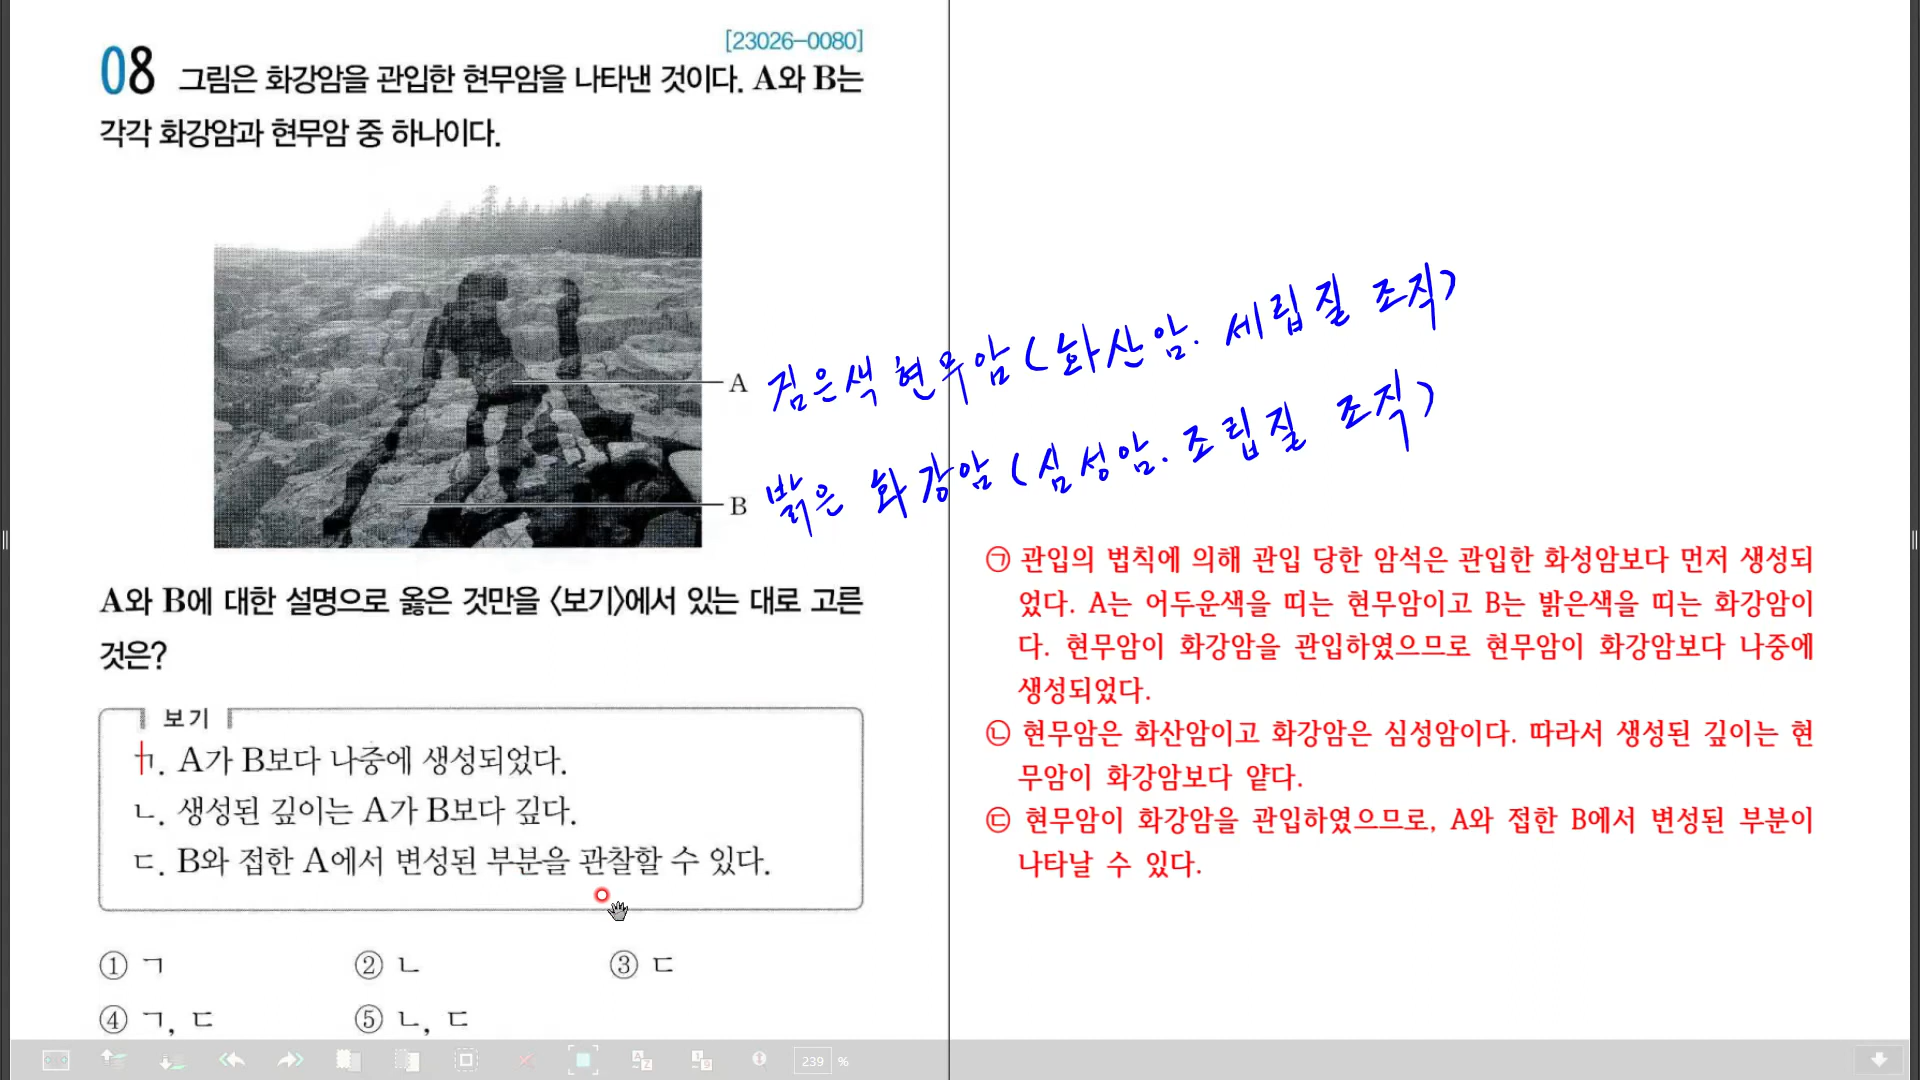 [23026-0080]
08 그림은 화강암을 관입한 현무암을 나타낸 것이다. A와 B는
각각 화강암과 현무암 중 하나이다.
A 검은색 현무암(화산암. 세립질 조직)
B 밝은 화강암(심성암. 조립질 조직)
A와 B에 대한 설명으로 옳은 것만을 〈보기〉에서 있는 대로 고른
것은?
보기
ㄱ. A가 B보다 나중에 생성되었다.
ㄴ. 생성된 깊이는 A가 B보다 깊다.
ㄷ. B와 접한 A에서 변성된 부분을 관찰할 수 있다.
① ㄱ ② ㄴ ③ ㄷ
④ ㄱ, ㄷ ⑤ ㄴ, ㄷ
㉠ 관입의 법칙에 의해 관입 당한 암석은 관입한 화성암보다 먼저 생성되
었다. A는 어두운색을 띠는 현무암이고 B는 밝은색을 띠는 화강암이
다. 현무암이 화강암을 관입하였으므로 현무암이 화강암보다 나중에
생성되었다.
㉡ 현무암은 화산암이고 화강암은 심성암이다. 따라서 생성된 깊이는 현
무암이 화강암보다 얕다.
㉢ 현무암이 화강암을 관입하였으므로, A와 접한 B에서 변성된 부분이
나타날 수 있다.
239 %